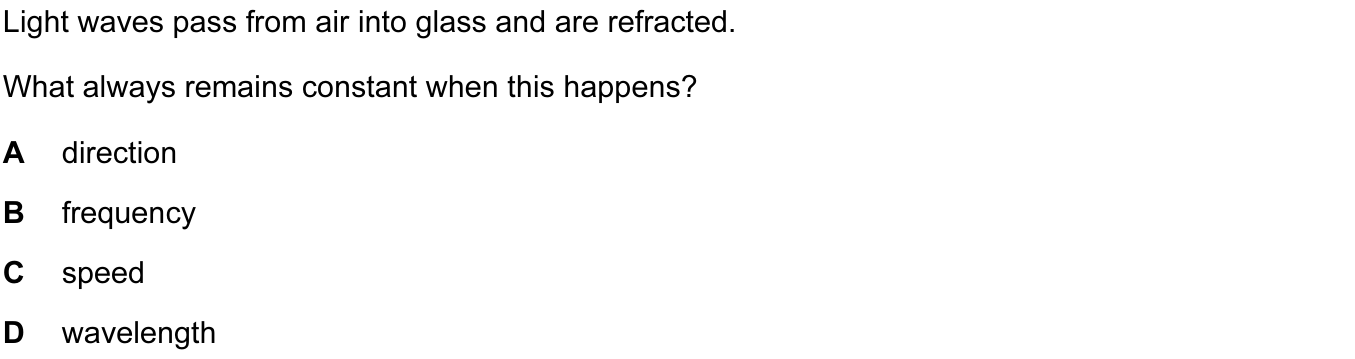 Light waves pass from air into glass and are refracted.
What always remains constant when this happens?
A direction
B frequency
C speed
D wavelength